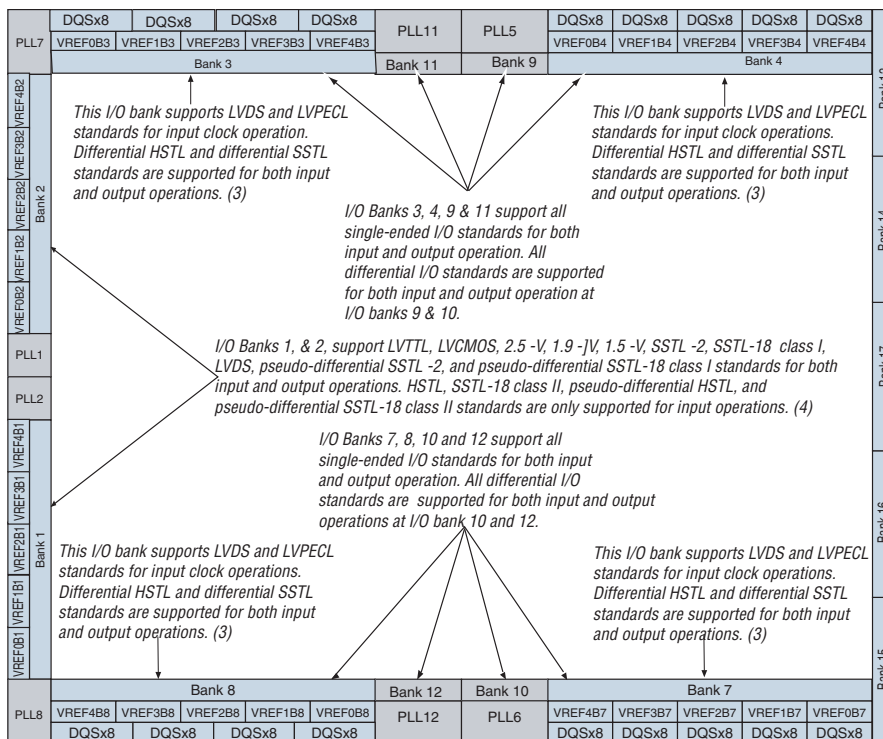 DQSx8 DQSx8 DQSx8 DQSx8
PLL7
VREF0B3 VREF1B3 VREF2B3 VREF3B3 VREF4B3
Bank 3
PLL11 PLL5
Bank 11 Bank 9
DQSx8 DQSx8 DQSx8 DQSx8 DQSx8
VREF0B4 VREF1B4 VREF2B4 VREF3B4 VREF4B4
Bank 4
VREF4B2
VREF3B2
VREF2B2
VREF1B2
VREF0B2
Bank 2
This I/O bank supports LVDS and LVPECL
standards for input clock operation.
Differential HSTL and differential SSTL
standards are supported for both input
and output operations. (3)
This I/O bank supports LVDS and LVPECL
standards for input clock operations.
Differential HSTL and differential SSTL
standards are supported for both input
and output operations. (3)
I/O Banks 3, 4, 9 & 11 support all
single-ended I/O standards for both
input and output operation. All
differential I/O standards are supported
for both input and output operation at
I/O banks 9 & 10.
Bank 14
Bank 17
PLL1
PLL2
I/O Banks 1, & 2, support LVTTL, LVCMOS, 2.5 -V, 1.9 -]V, 1.5 -V, SSTL -2, SSTL-18 class I,
LVDS, pseudo-differential SSTL -2, and pseudo-differential SSTL-18 class I standards for both
input and output operations. HSTL, SSTL-18 class II, pseudo-differential HSTL, and
pseudo-differential SSTL-18 class II standards are only supported for input operations. (4)
VREF4B1
VREF3B1
VREF2B1
VREF1B1
VREF0B1
Bank 1
I/O Banks 7, 8, 10 and 12 support all
single-ended I/O standards for both input
and output operation. All differential I/O
standards are supported for both input and output
operations at I/O bank 10 and 12.
Bank 16
Bank 15
This I/O bank supports LVDS and LVPECL
standards for input clock operations.
Differential HSTL and differential SSTL
standards are supported for both input
and output operations. (3)
This I/O bank supports LVDS and LVPECL
standards for input clock operations.
Differential HSTL and differential SSTL
standards are supported for both input
and output operations. (3)
PLL8
Bank 8
VREF4B8 VREF3B8 VREF2B8 VREF1B8 VREF0B8
DQSx8 DQSx8 DQSx8 DQSx8
Bank 12 Bank 10
PLL12 PLL6
Bank 7
VREF4B7 VREF3B7 VREF2B7 VREF1B7 VREF0B7
DQSx8 DQSx8 DQSx8 DQSx8 DQSx8